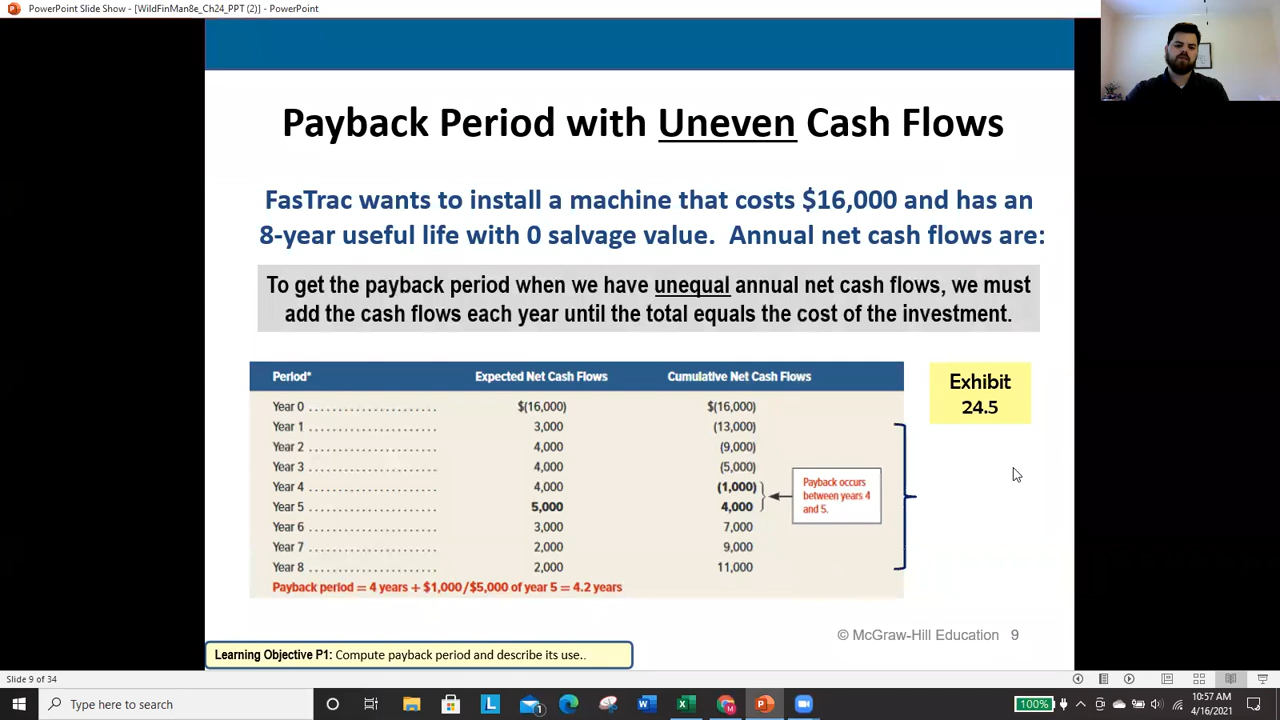 PowerPoint Slide Show - [WildFinMan8e_Ch24_PPT (2)] - PowerPoint
Payback Period with Uneven Cash Flows
FasTrac wants to install a machine that costs $16,000 and has an
8-year useful life with 0 salvage value. Annual net cash flows are:
To get the payback period when we have unequal annual net cash flows, we must
add the cash flows each year until the total equals the cost of the investment.
Period* Expected Net Cash Flows Cumulative Net Cash Flows
Year 0 ....................... $(16,000) $(16,000)
Year 1 ....................... 3,000 (13,000)
Year 2 ....................... 4,000 (9,000)
Year 3 ....................... 4,000 (5,000)
Year 4 ....................... 4,000 (1,000)
Year 5 ....................... 5,000 4,000
Year 6 ....................... 3,000 7,000
Year 7 ....................... 2,000 9,000
Year 8 ....................... 2,000 11,000
Payback period = 4 years + $1,000/$5,000 of year 5 = 4.2 years
Payback occurs
between years 4
and 5.
Exhibit
24.5
© McGraw-Hill Education 9
Learning Objective P1: Compute payback period and describe its use..
Slide 9 of 34
Type here to search
100%
10:57 AM
4/16/2021